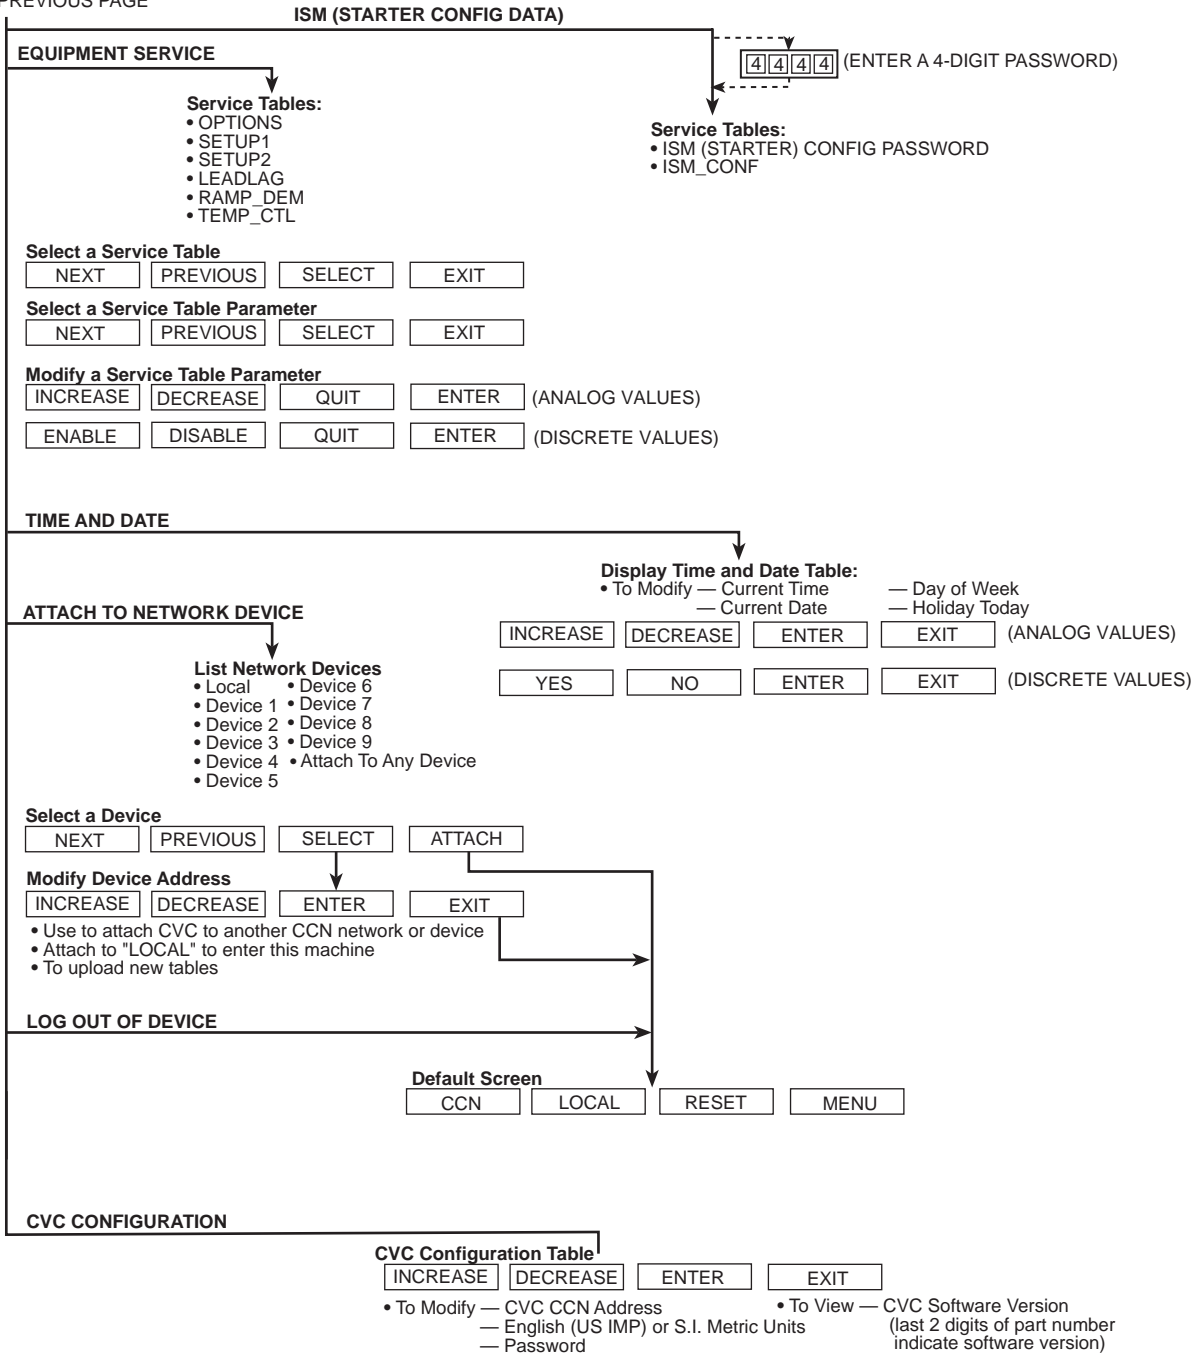 PREVIOUS PAGE
ISM (STARTER CONFIG DATA)
EQUIPMENT SERVICE
4 4 4 4 (ENTER A 4-DIGIT PASSWORD)
Service Tables:
• OPTIONS
• SETUP1
• SETUP2
• LEADLAG
• RAMP_DEM
• TEMP_CTL
Service Tables:
• ISM (STARTER) CONFIG PASSWORD
• ISM_CONF
Select a Service Table
NEXT PREVIOUS SELECT EXIT
Select a Service Table Parameter
NEXT PREVIOUS SELECT EXIT
Modify a Service Table Parameter
INCREASE DECREASE QUIT ENTER (ANALOG VALUES)
ENABLE DISABLE QUIT ENTER (DISCRETE VALUES)
TIME AND DATE
Display Time and Date Table:
• To Modify — Current Time — Day of Week
— Current Date — Holiday Today
INCREASE DECREASE ENTER EXIT (ANALOG VALUES)
YES NO ENTER EXIT (DISCRETE VALUES)
ATTACH TO NETWORK DEVICE
List Network Devices
• Local • Device 6
• Device 1 • Device 7
• Device 2 • Device 8
• Device 3 • Device 9
• Device 4 • Attach To Any Device
• Device 5
Select a Device
NEXT PREVIOUS SELECT ATTACH
Modify Device Address
INCREASE DECREASE ENTER EXIT
• Use to attach CVC to another CCN network or device
• Attach to "LOCAL" to enter this machine
• To upload new tables
LOG OUT OF DEVICE
Default Screen
CCN LOCAL RESET MENU
CVC CONFIGURATION
CVC Configuration Table
INCREASE DECREASE ENTER EXIT
• To Modify — CVC CCN Address • To View — CVC Software Version
— English (US IMP) or S.I. Metric Units (last 2 digits of part number
— Password indicate software version)